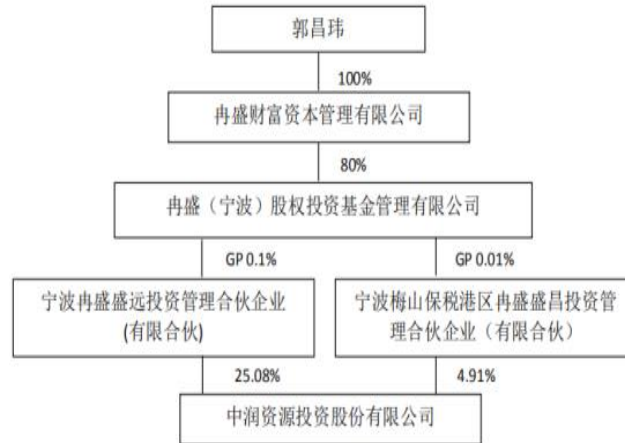 郭昌玮
100%
冉盛财富资本管理有限公司
80%
冉盛（宁波）股权投资基金管理有限公司
GP 0.1%
GP 0.01%
宁波冉盛盛远投资管理合伙企业
(有限合伙)
宁波梅山保税港区冉盛盛昌投资管
理合伙企业（有限合伙）
25.08%
4.91%
中润资源投资股份有限公司